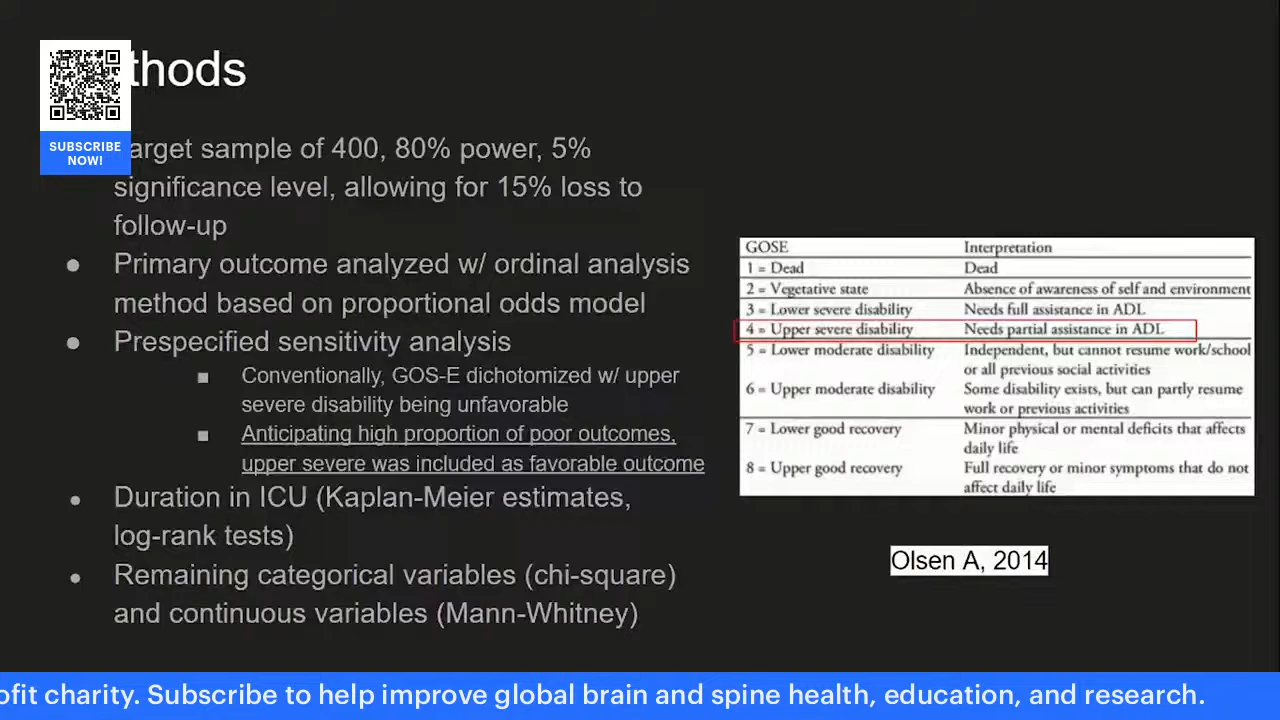 thods
SUBSCRIBE
NOW!
arget sample of 400, 80% power, 5%
significance level, allowing for 15% loss to
follow-up
● Primary outcome analyzed w/ ordinal analysis
method based on proportional odds model
● Prespecified sensitivity analysis
■ Conventionally, GOS-E dichotomized w/ upper
severe disability being unfavorable
■ Anticipating high proportion of poor outcomes,
upper severe was included as favorable outcome
● Duration in ICU (Kaplan-Meier estimates,
log-rank tests)
● Remaining categorical variables (chi-square)
and continuous variables (Mann-Whitney)
GOSE Interpretation
1 = Dead Dead
2 = Vegetative state Absence of awareness of self and environment
3 = Lower severe disability Needs full assistance in ADL
4 = Upper severe disability Needs partial assistance in ADL
5 = Lower moderate disability Independent, but cannot resume work/school
or all previous social activities
6 = Upper moderate disability Some disability exists, but can partly resume
work or previous activities
7 = Lower good recovery Minor physical or mental deficits that affects
daily life
8 = Upper good recovery Full recovery or minor symptoms that do not
affect daily life
Olsen A, 2014
ofit charity. Subscribe to help improve global brain and spine health, education, and research.